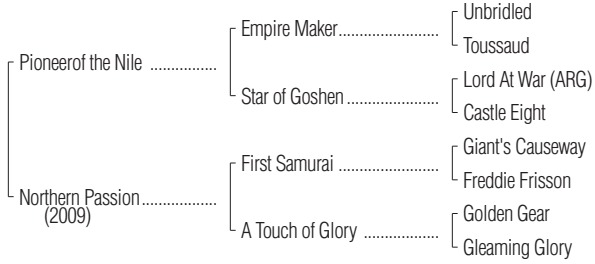 Unbridled
Empire Maker
Toussaud
Pioneerof the Nile
Lord At War (ARG)
Star of Goshen
Castle Eight
Giant's Causeway
First Samurai
Freddie Frisson
Northern Passion
(2009)
Golden Gear
A Touch of Glory
Gleaming Glory